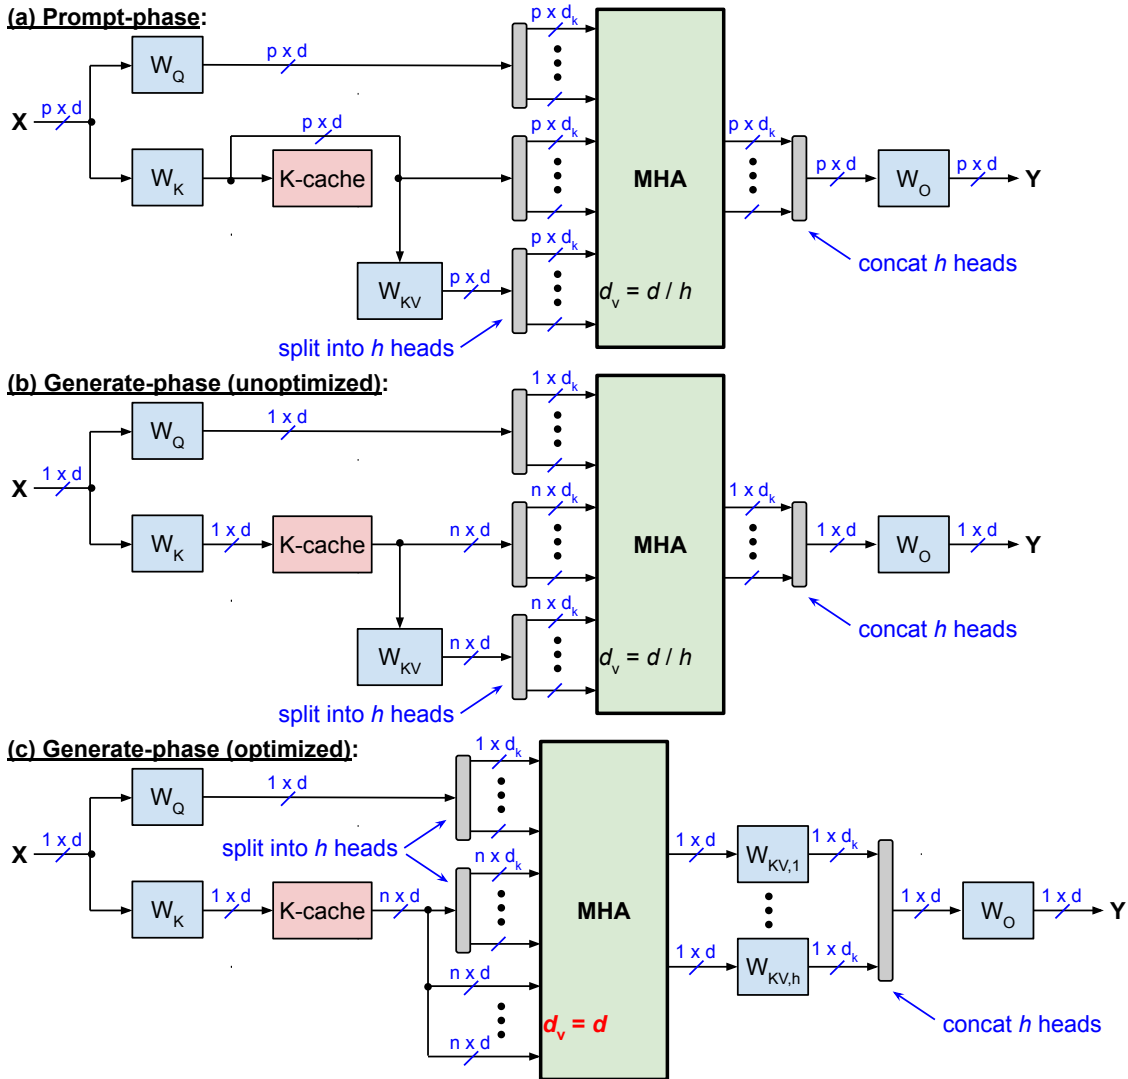 (a) Prompt-phase:
p x d_k
W_Q
p x d
X
p x d
p x d
p x d_k
W_K
K-cache
MHA
p x d_k
p x d
W_O
p x d
Y
p x d_k
W_KV
p x d
d_v = d / h
concat h heads
split into h heads
(b) Generate-phase (unoptimized):
1 x d_k
W_Q
1 x d
X
1 x d
n x d_k
W_K
1 x d
K-cache
n x d
MHA
1 x d_k
1 x d
W_O
1 x d
Y
n x d_k
W_KV
n x d
d_v = d / h
concat h heads
split into h heads
(c) Generate-phase (optimized):
1 x d_k
W_Q
1 x d
split into h heads
X
1 x d
n x d_k
W_K
1 x d
K-cache
n x d
MHA
1 x d
W_KV,1
1 x d_k
1 x d
W_O
1 x d
Y
1 x d
W_KV,h
1 x d_k
n x d
d_v = d
n x d
concat h heads